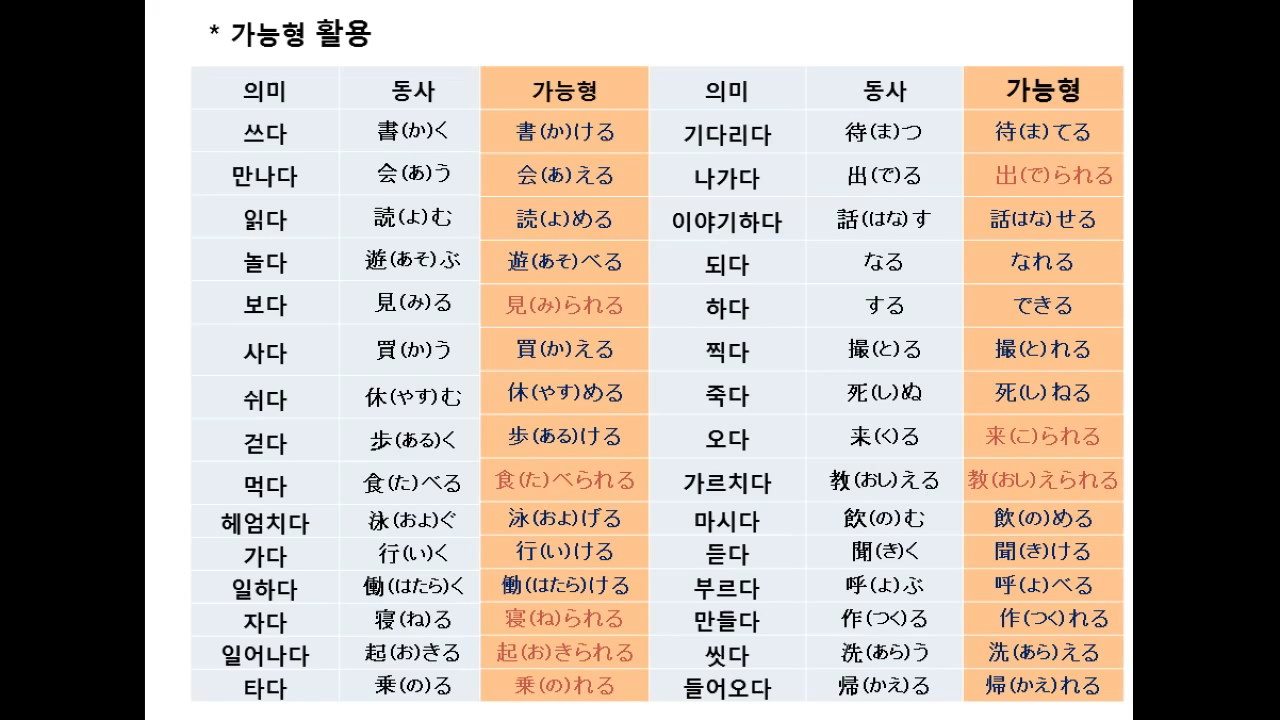 * 가능형 활용
의미 동사 가능형 의미 동사 가능형
쓰다 書(か)く 書(か)ける 기다리다 待(ま)つ 待(ま)てる
만나다 会(あ)う 会(あ)える 나가다 出(で)る 出(で)られる
읽다 読(よ)む 読(よ)める 이야기하다 話(はな)す 話はな)せる
놀다 遊(あそ)ぶ 遊(あそ)べる 되다 なる なれる
보다 見(み)る 見(み)られる 하다 する できる
사다 買(か)う 買(か)える 찍다 撮(と)る 撮(と)れる
쉬다 休(やす)む 休(やす)める 죽다 死(し)ぬ 死(し)ねる
걷다 歩(ある)く 歩(ある)ける 오다 来(く)る 来(こ)られる
먹다 食(た)べる 食(た)べられる 가르치다 教(おし)える 教(おし)えられる
헤엄치다 泳(およ)ぐ 泳(およ)げる 마시다 飲(の)む 飲(の)める
가다 行(い)く 行(い)ける 듣다 聞(き)く 聞(き)ける
일하다 働(はたら)く 働(はたら)ける 부르다 呼(よ)ぶ 呼(よ)べる
자다 寝(ね)る 寝(ね)られる 만들다 作(つく)る 作(つく)れる
일어나다 起(お)きる 起(お)きられる 씻다 洗(あら)う 洗(あら)える
타다 乗(の)る 乗(の)れる 들어오다 帰(かえ)る 帰(かえ)れる